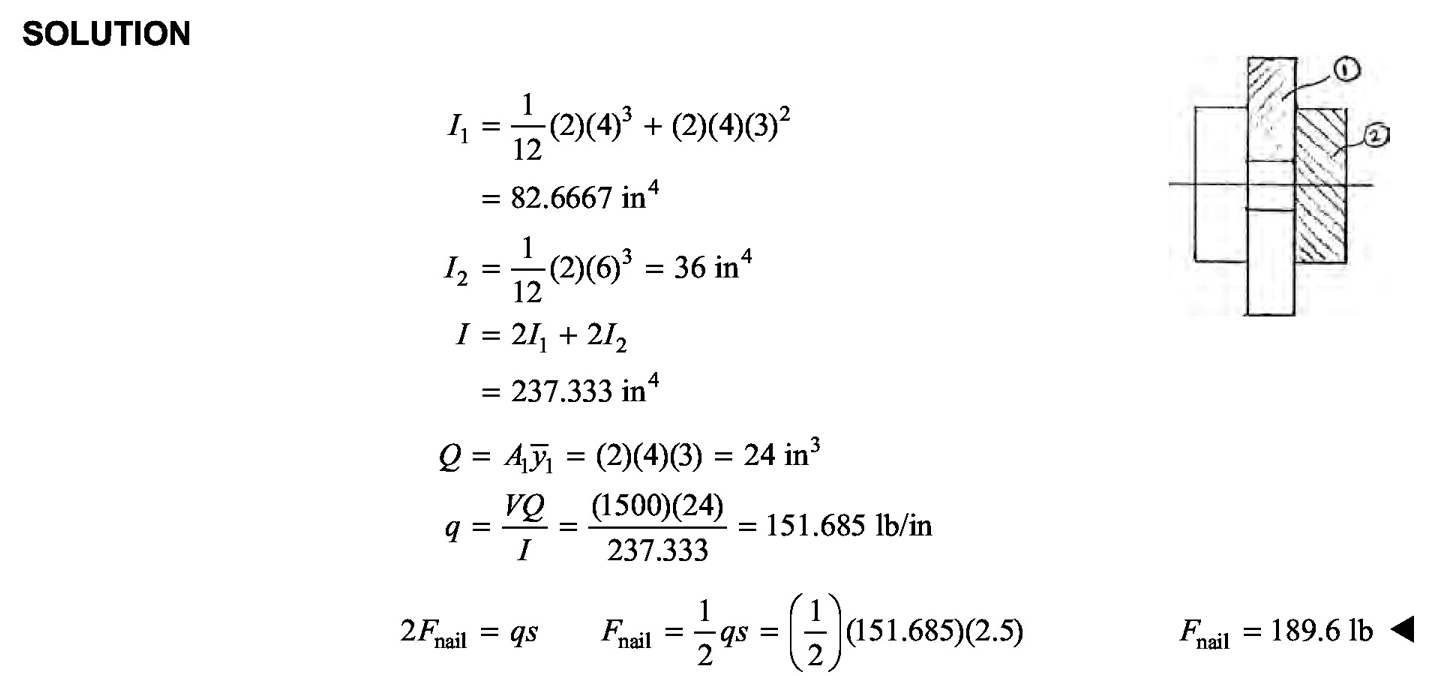 SOLUTION
I₁ = 1/12 (2)(4)³ + (2)(4)(3)²
= 82.6667 in⁴
I₂ = 1/12 (2)(6)³ = 36 in⁴
I = 2I₁ + 2I₂
= 237.333 in⁴
Q = A₁ȳ₁ = (2)(4)(3) = 24 in³
q = VQ/I = (1500)(24)/237.333 = 151.685 lb/in
2F_nail = qs F_nail = 1/2 qs = (1/2)(151.685)(2.5) F_nail = 189.6 lb ◀
①
②